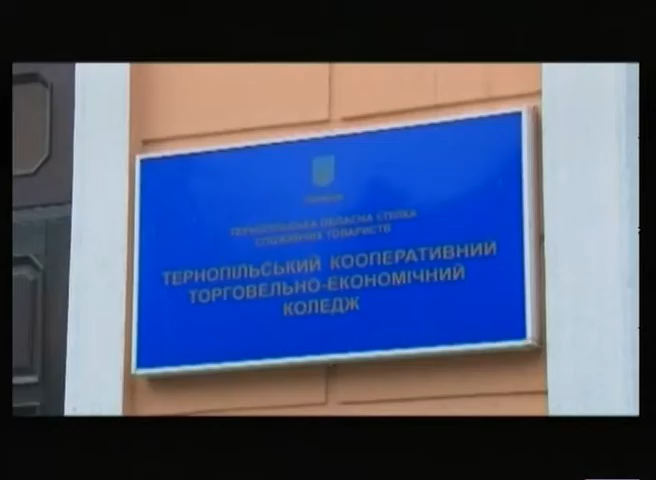 ТЕРНОПІЛЬСЬКА ОБЛАСНА СПІЛКА
СПОЖИВЧИХ ТОВАРИСТВ
ТЕРНОПІЛЬСЬКИЙ КООПЕРАТИВНИЙ
ТОРГОВЕЛЬНО-ЕКОНОМІЧНИЙ
КОЛЕДЖ